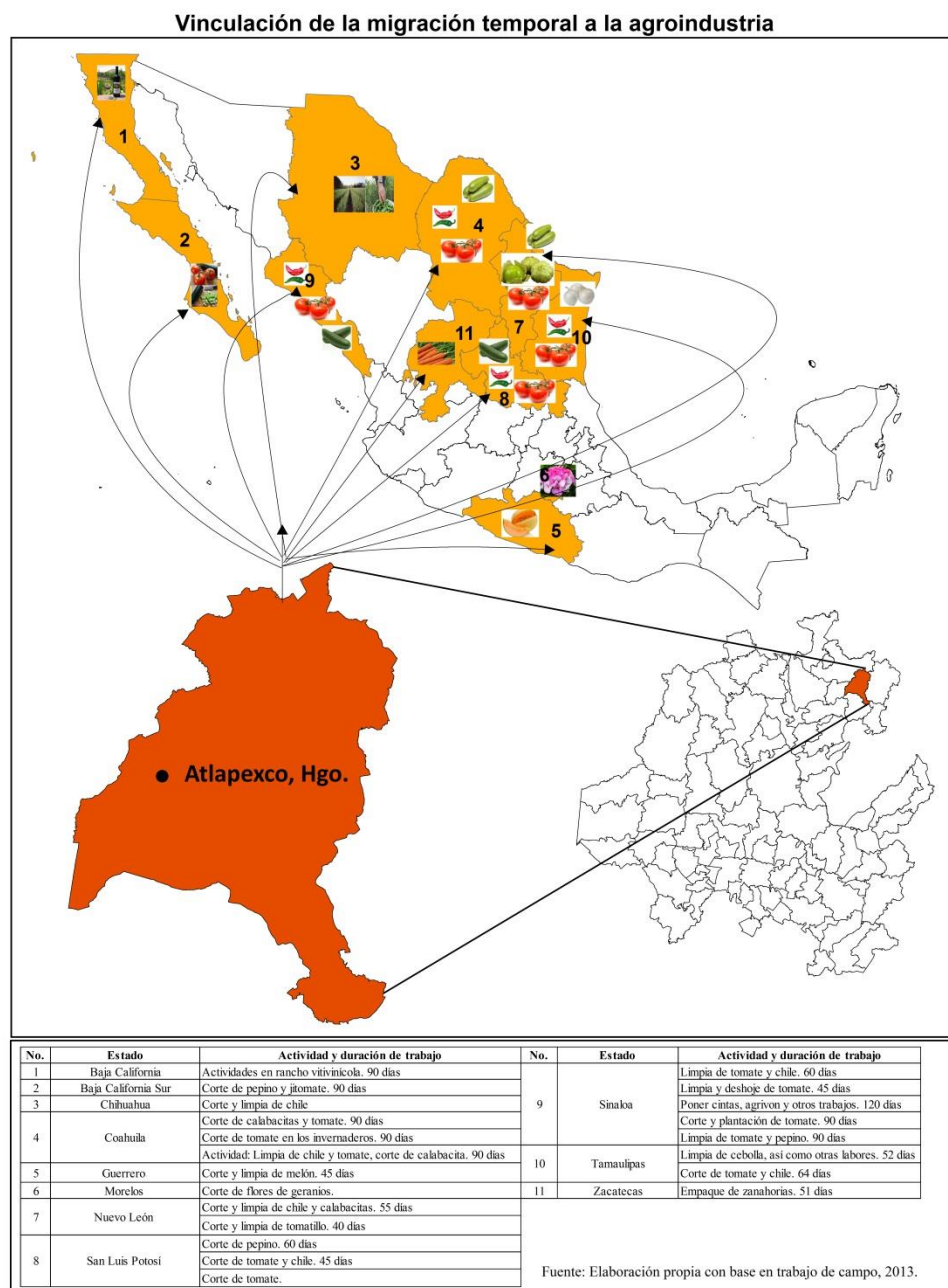 Vinculación de la migración temporal a la agroindustria
1
2
3
4
9
11
7
10
8
6
5
Atlapexco, Hgo.
No. Estado Actividad y duración de trabajo
1 Baja California Actividades en rancho vitivinícola. 90 días
2 Baja California Sur Corte de pepino y jitomate. 90 días
3 Chihuahua Corte y limpia de chile
4 Coahuila Corte de calabacitas y tomate. 90 días
Corte de tomate en los invernaderos. 90 días
Actividad: Limpia de chile y tomate, corte de calabacita. 90 días
5 Guerrero Corte y limpia de melón. 45 días
6 Morelos Corte de flores de geranios.
7 Nuevo León Corte y limpia de chile y calabacitas. 55 días
Corte y limpia de tomatillo. 40 días
8 San Luis Potosí Corte de pepino. 60 días
Corte de tomate y chile. 45 días
Corte de tomate.
No. Estado Actividad y duración de trabajo
9 Sinaloa Limpia de tomate y chile. 60 días
Limpia y deshoje de tomate. 45 días
Poner cintas, agrivon y otros trabajos. 120 días
Corte y plantación de tomate. 90 días
Limpia de tomate y pepino. 90 días
10 Tamaulipas Limpia de cebolla, así como otras labores. 52 días
Corte de tomate y chile. 64 días
11 Zacatecas Empaque de zanahorias. 51 días
Fuente: Elaboración propia con base en trabajo de campo, 2013.